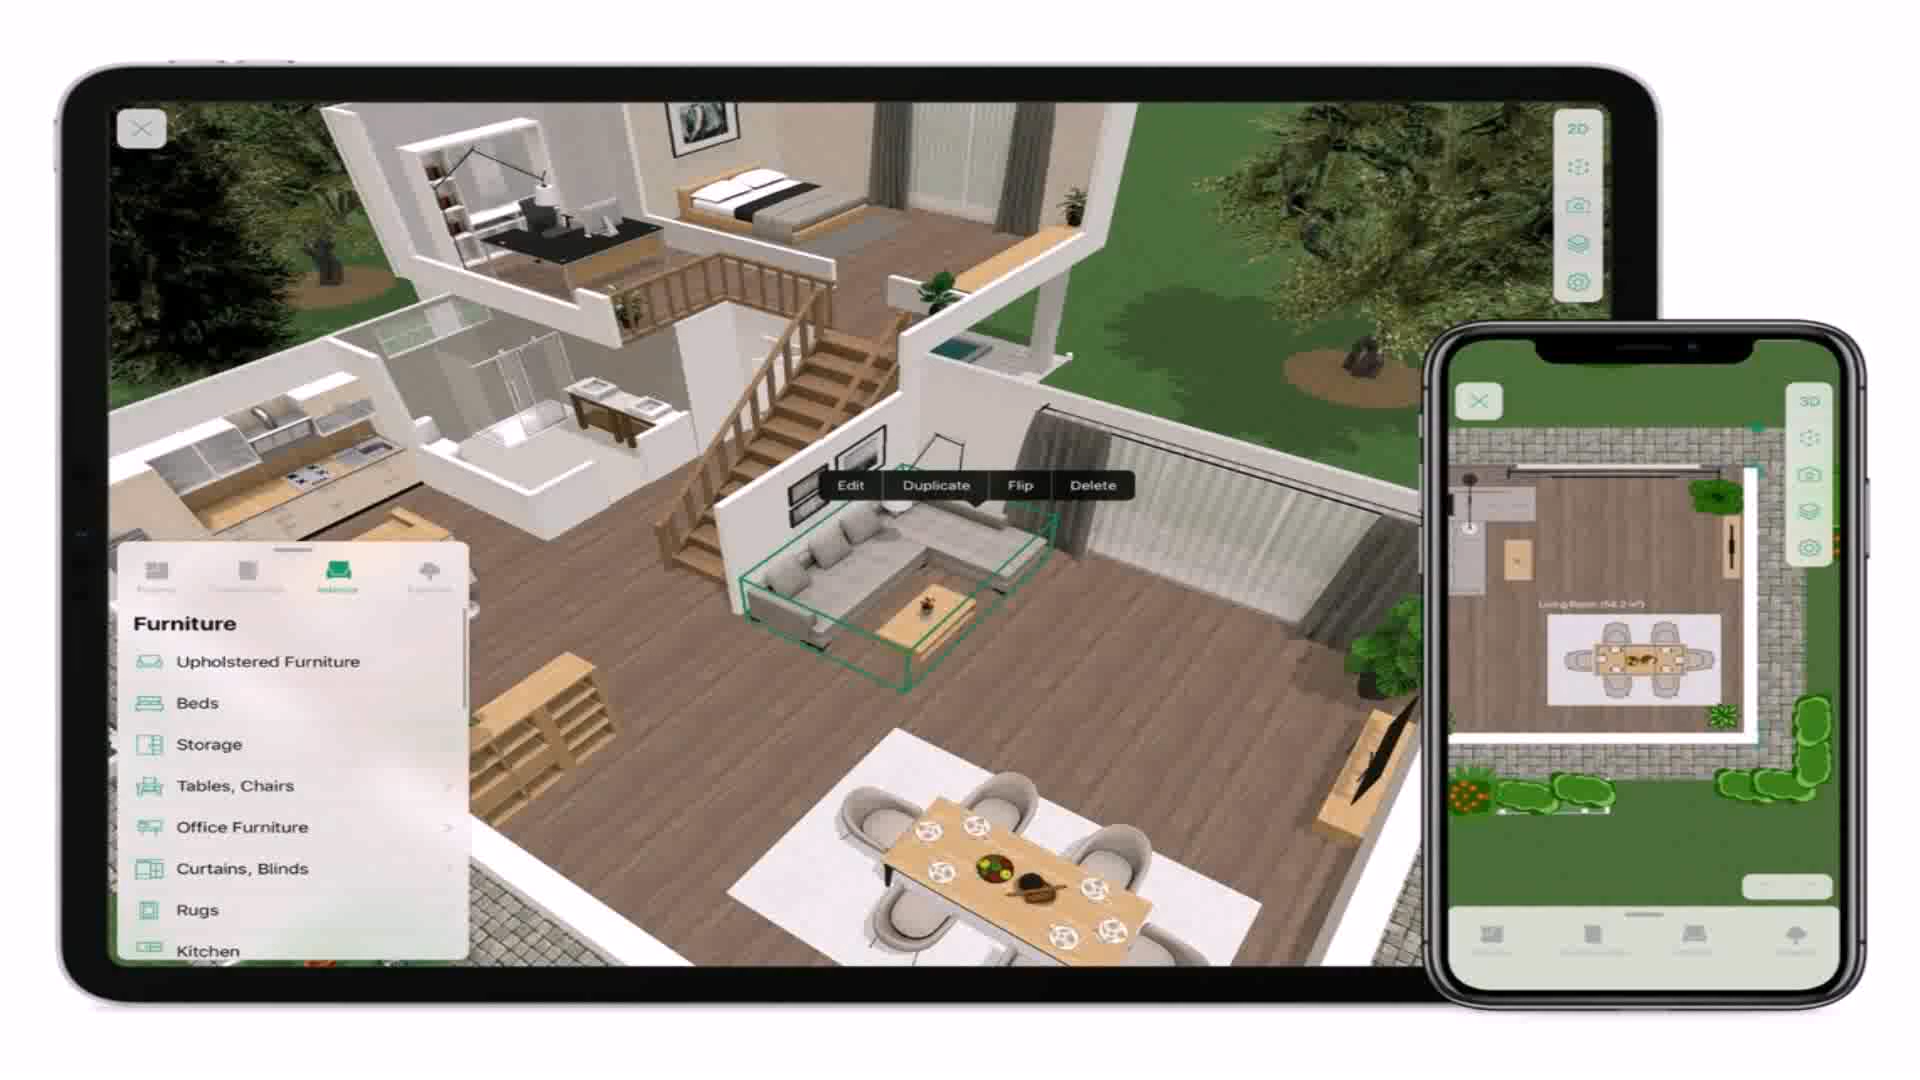 2D
Edit Duplicate Flip Delete
Furniture
Upholstered Furniture
Beds
Storage
Tables, Chairs
Office Furniture
Curtains, Blinds
Rugs
Kitchen
3D